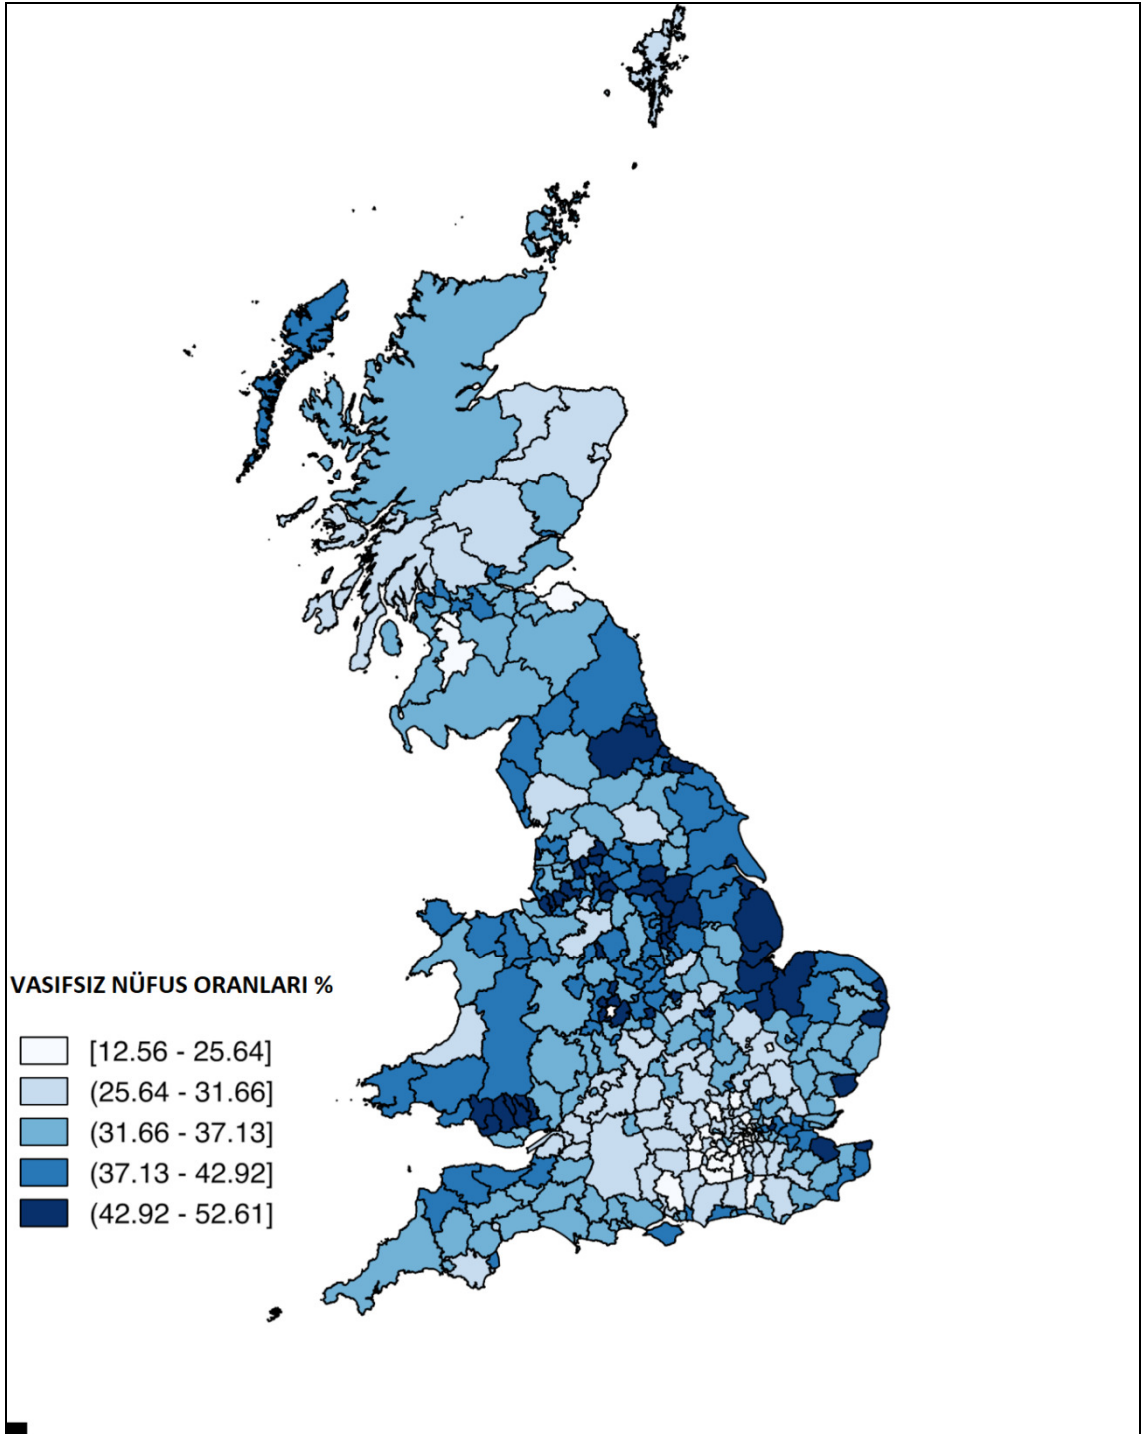 VASIFSIZ NÜFUS ORANLARI %
[12.56 - 25.64]
(25.64 - 31.66]
(31.66 - 37.13]
(37.13 - 42.92]
(42.92 - 52.61]